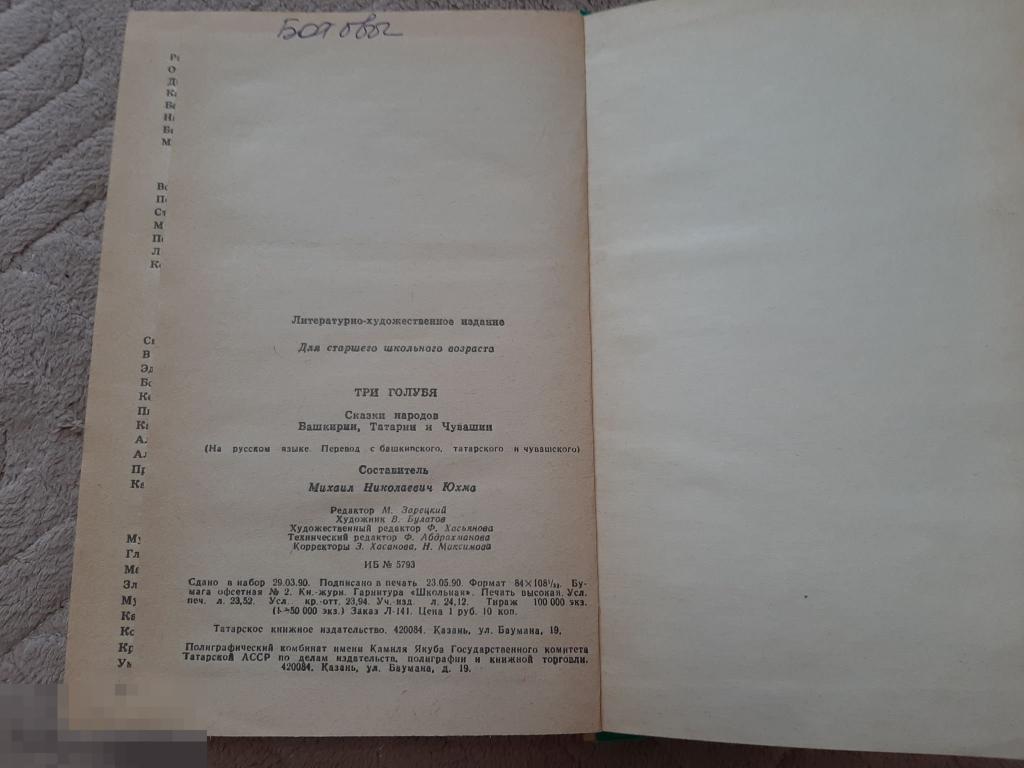 Боговы
Литературно-художественное издание
Для старшего школьного возраста
ТРИ ГОЛУБЯ
Сказки народов
Башкирии, Татарии и Чувашии
(На русском языке. Перевод с башкирского, татарского и чувашского)
Составитель
Михаил Николаевич Юхма
Редактор М. Зарецкий
Художник В. Булатов
Художественный редактор Ф. Хасьянова
Технический редактор Ф. Абдрахманова
Корректоры З. Хасанова, Н. Максимова
ИБ № 5793
Сдано в набор 29.03.90. Подписано в печать 23.05.90. Формат 84×108¹/₃₂. Бу-
мага офсетная № 2. Кн.-журн. Гарнитура «Школьная». Печать высокая. Усл.
печ. л. 23,52. Усл. кр.-отт. 23,94. Уч.-изд. л. 24,12. Тираж 100 000 экз.
(1—50 000 экз.) Заказ Л-141. Цена 1 руб. 10 коп.
Татарское книжное издательство. 420084. Казань, ул. Баумана, 19.
Полиграфический комбинат имени Камиля Якуба Государственного комитета
Татарской АССР по делам издательств, полиграфии и книжной торговли.
420084. Казань, ул. Баумана, д. 19.